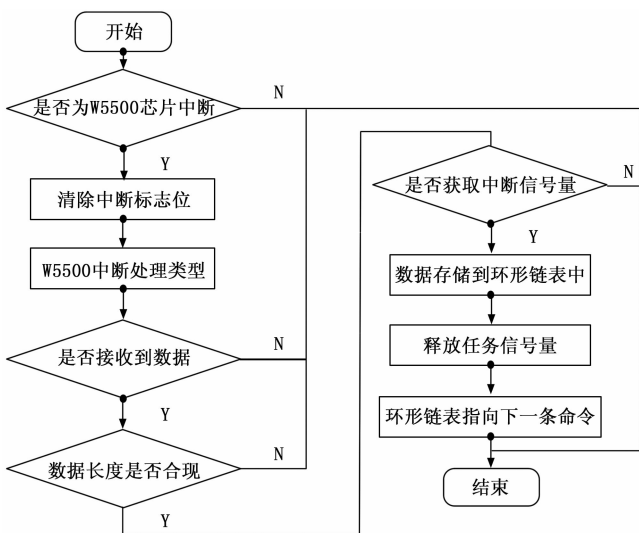 开始
是否为W5500芯片中断
N
Y
清除中断标志位
W5500中断处理类型
是否接收到数据
N
Y
数据长度是否合现
N
Y
是否获取中断信号量
N
Y
数据存储到环形链表中
释放任务信号量
环形链表指向下一条命令
结束